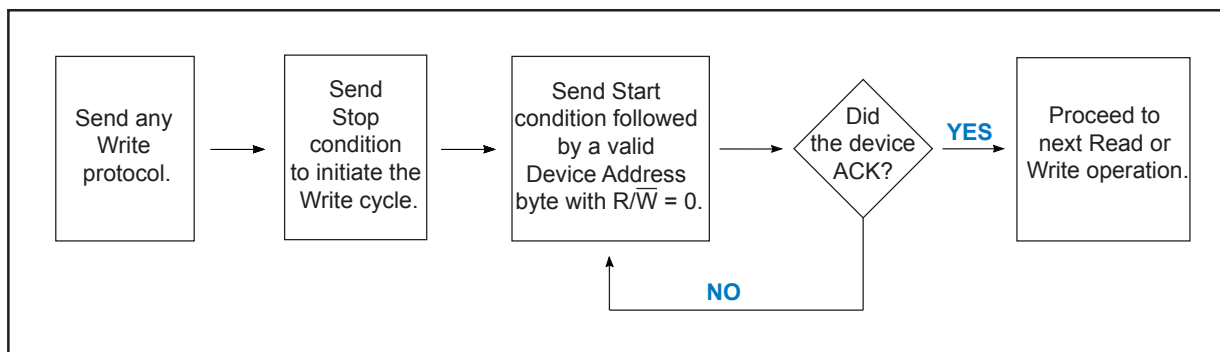 Send any
Write
protocol.
Send
Stop
condition
to initiate the
Write cycle.
Send Start
condition followed
by a valid
Device Address
byte with R/W̅ = 0.
Did
the device
ACK?
YES
NO
Proceed to
next Read or
Write operation.